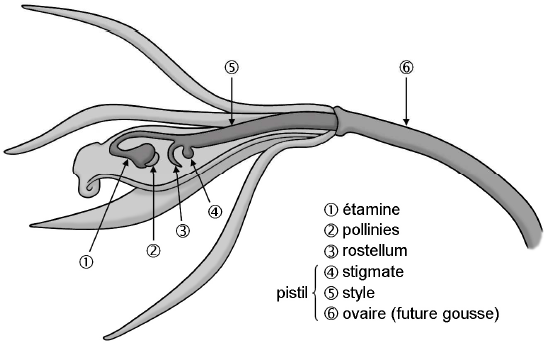 ⑤ ⑥
④
③
②
①
① étamine
② pollinies
③ rostellum
pistil { ④ stigmate
⑤ style
⑥ ovaire (future gousse)